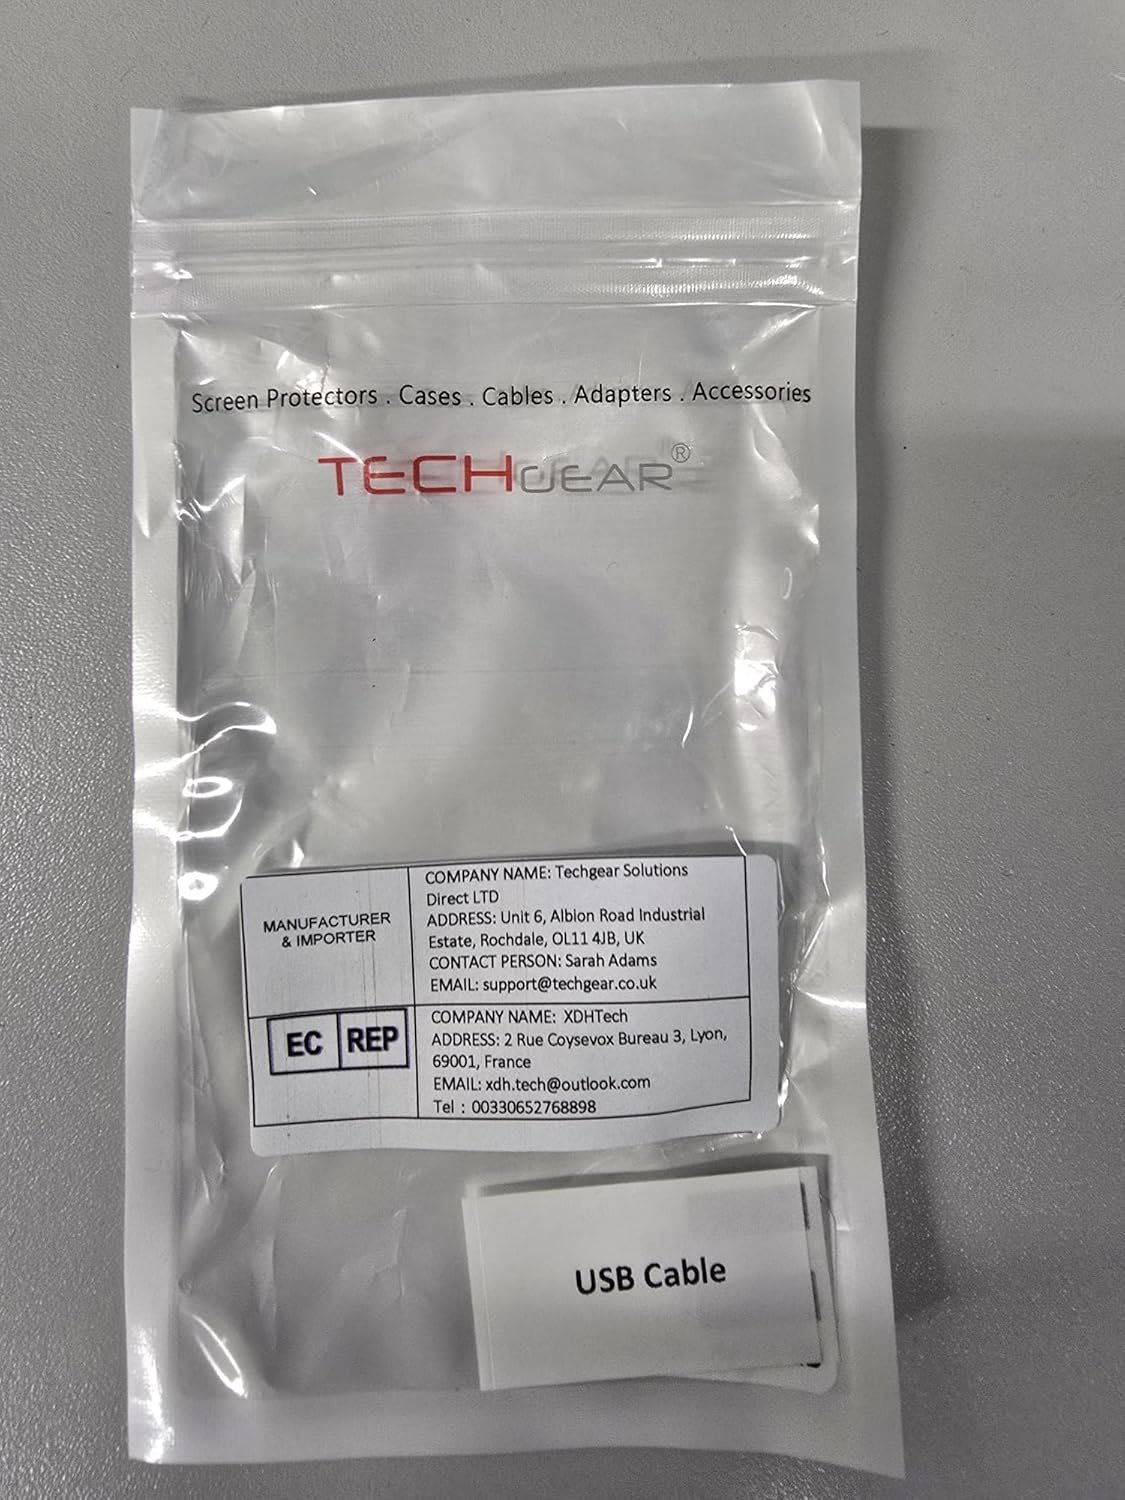 Screen Protectors . Cases . Cables . Adapters . Accessories
TECHGEAR®
MANUFACTURER
& IMPORTER
COMPANY NAME: Techgear Solutions
Direct LTD
ADDRESS: Unit 6, Albion Road Industrial
Estate, Rochdale, OL11 4JB, UK
CONTACT PERSON: Sarah Adams
EMAIL: support@techgear.co.uk
EC REP
COMPANY NAME: XDHTech
ADDRESS: 2 Rue Coysevox Bureau 3, Lyon,
69001, France
EMAIL: xdh.tech@outlook.com
Tel : 00330652768898
USB Cable